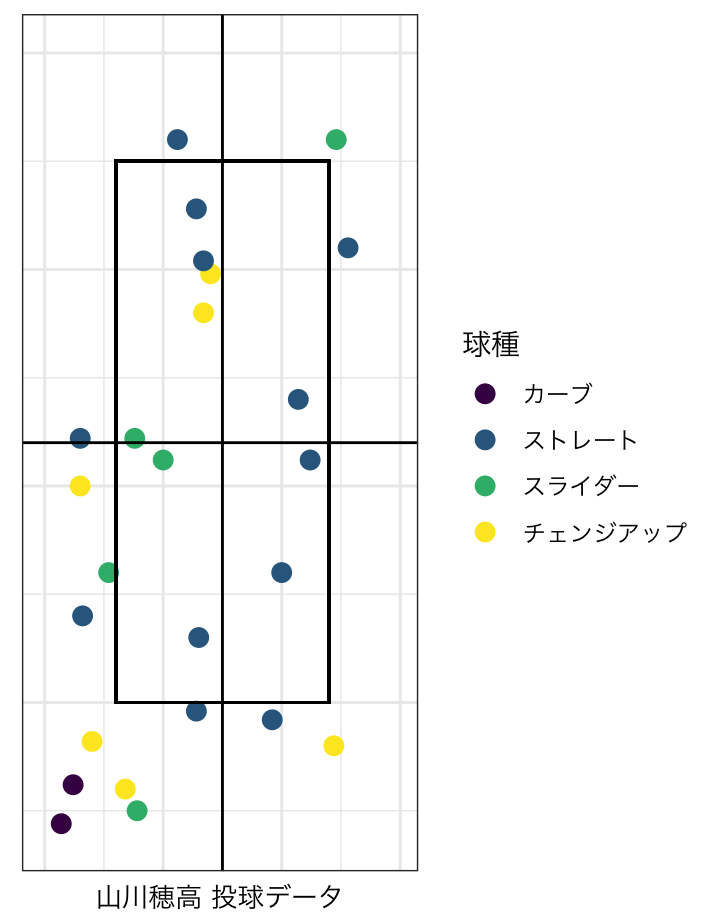 球種
カーブ
ストレート
スライダー
チェンジアップ
山川穂高 投球データ